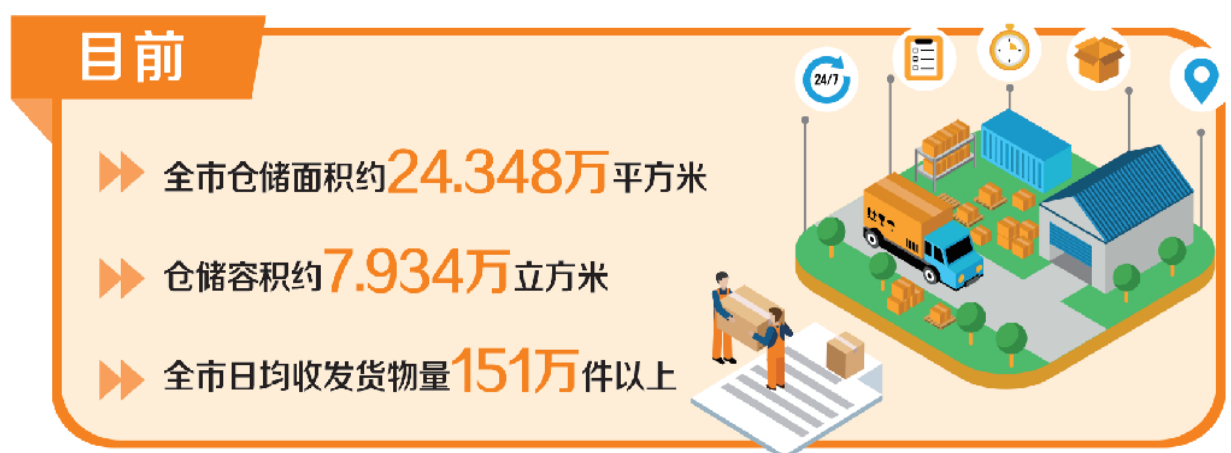 目前
24/7
全市仓储面积约24.348万平方米
仓储容积约7.934万立方米
全市日均收发货物量151万件以上